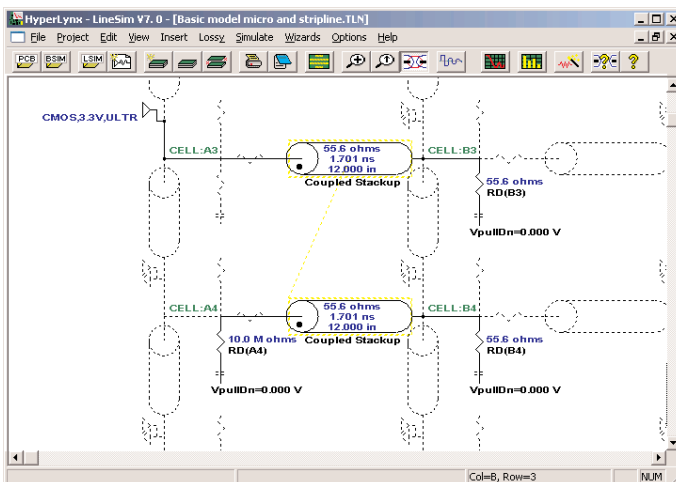 HyperLynx - LineSim V7.0 - [Basic model micro and stripline.TLN]
File Project Edit View Insert Lossy Simulate Wizards Options Help
PCB BSIM LSIM
CMOS,3.3V,ULTR
CELL:A3
55.6 ohms
1.701 ns
12.000 in
Coupled Stackup
CELL:B3
55.6 ohms
RD(B3)
VpullDn=0.000 V
CELL:A4
10.0 M ohms
RD(A4)
VpullDn=0.000 V
55.6 ohms
1.701 ns
12.000 in
Coupled Stackup
CELL:B4
55.6 ohms
RD(B4)
VpullDn=0.000 V
Col=B, Row=3
NUM